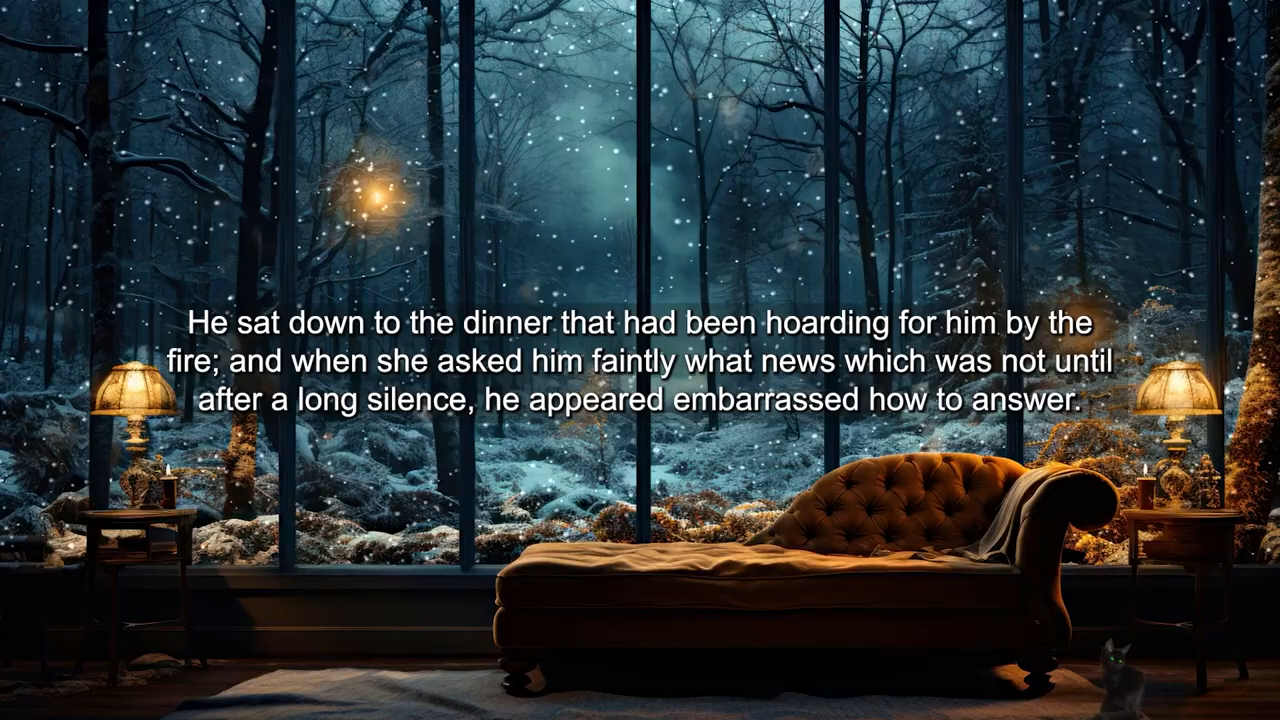 He sat down to the dinner that had been hoarding for him by the
fire; and when she asked him faintly what news which was not until
after a long silence, he appeared embarrassed how to answer.